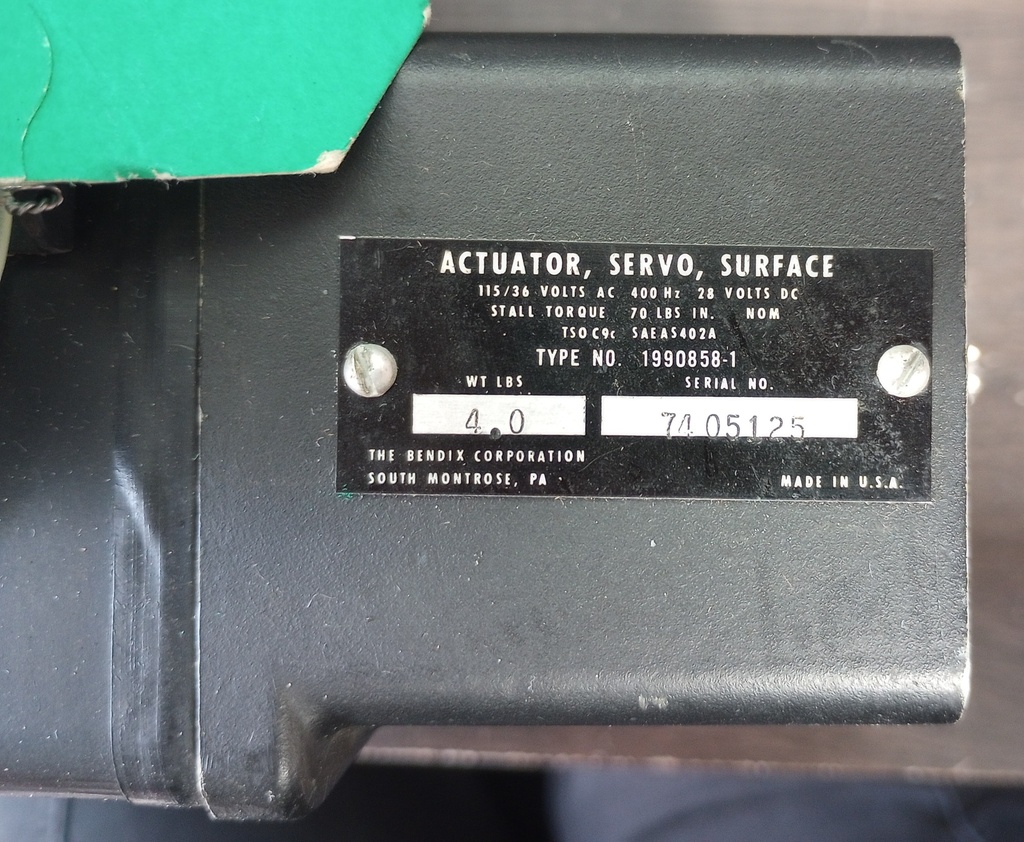 ACTUATOR, SERVO, SURFACE
115/36 VOLTS AC 400 Hz 28 VOLTS DC
STALL TORQUE 70 LBS IN. NOM
TSO C9c SAE AS402A
TYPE NO. 1990858-1
WT LBS SERIAL NO.
4.0 7405125
THE BENDIX CORPORATION
SOUTH MONTROSE, PA MADE IN U.S.A.